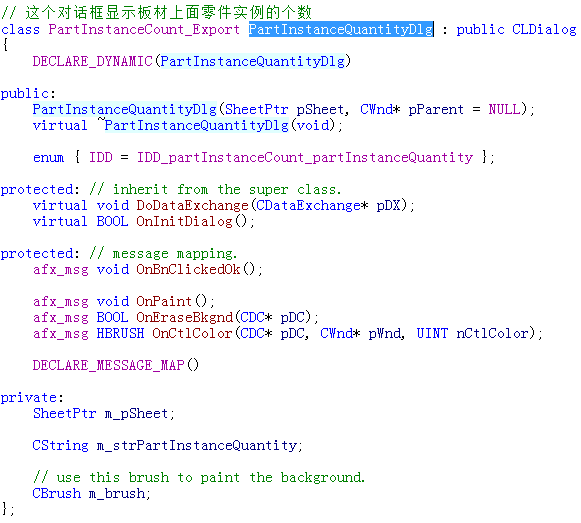 // 这个对话框显示板材上面零件实例的个数
class PartInstanceCount_Export PartInstanceQuantityDlg : public CLDialog
{
    DECLARE_DYNAMIC(PartInstanceQuantityDlg)

public:
    PartInstanceQuantityDlg(SheetPtr pSheet, CWnd* pParent = NULL);
    virtual ~PartInstanceQuantityDlg(void);

    enum { IDD = IDD_partInstanceCount_partInstanceQuantity };

protected: // inherit from the super class.
    virtual void DoDataExchange(CDataExchange* pDX);
    virtual BOOL OnInitDialog();

protected: // message mapping.
    afx_msg void OnBnClickedOk();

    afx_msg void OnPaint();
    afx_msg BOOL OnEraseBkgnd(CDC* pDC);
    afx_msg HBRUSH OnCtlColor(CDC* pDC, CWnd* pWnd, UINT nCtlColor);

    DECLARE_MESSAGE_MAP()

private:
    SheetPtr m_pSheet;

    CString m_strPartInstanceQuantity;

    // use this brush to paint the background.
    CBrush m_brush;
};